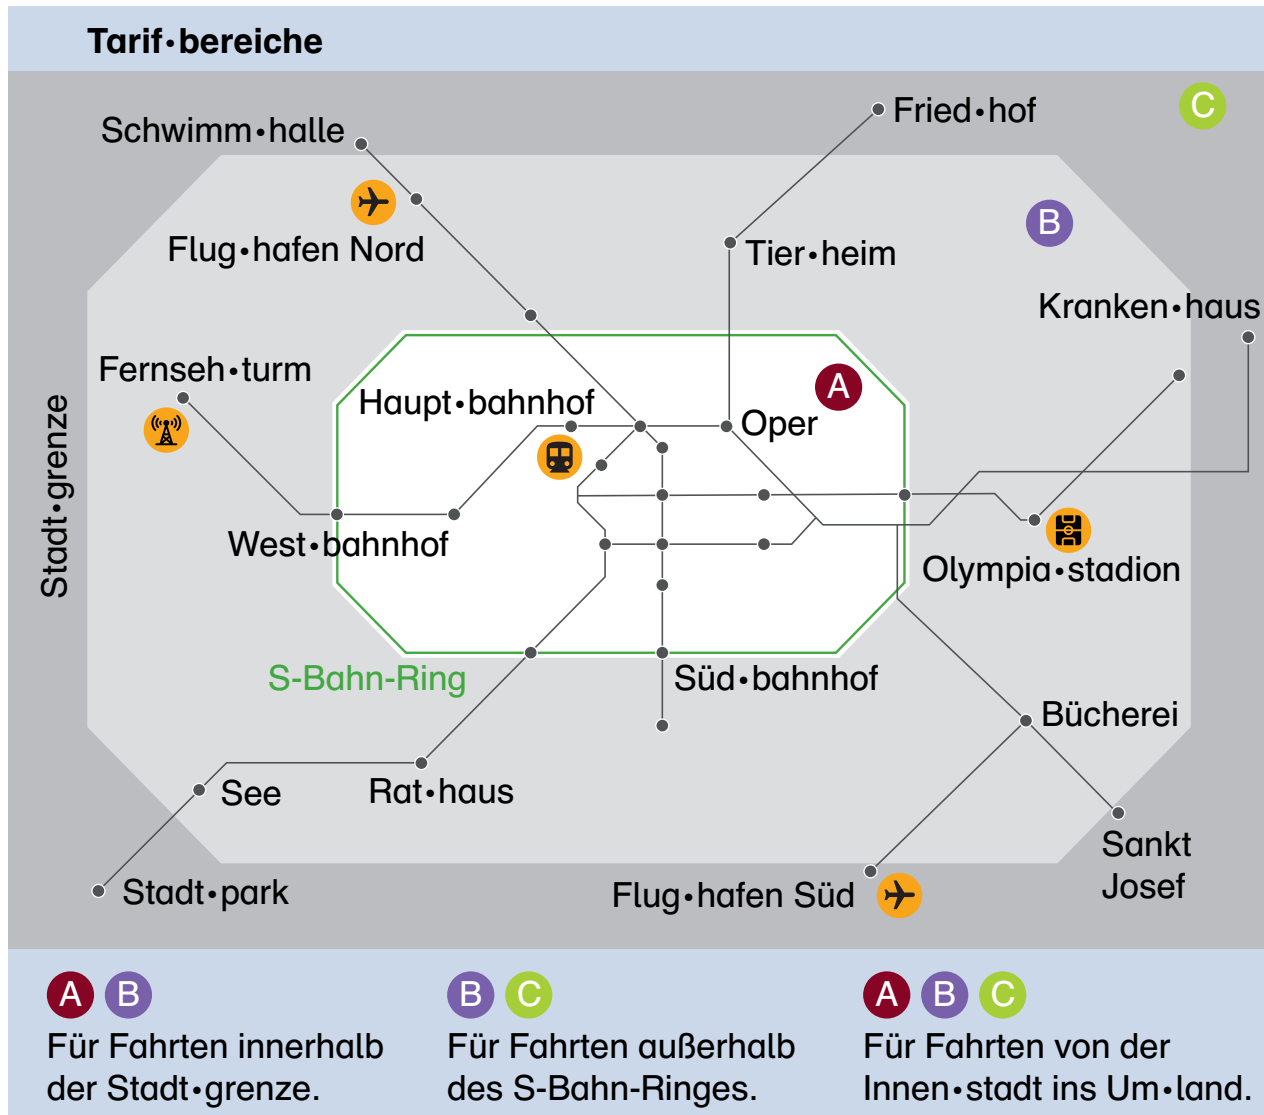 Tarif•bereiche
Schwimm•halle
Fried•hof
C
Flug•hafen Nord
B
Tier•heim
Kranken•haus
Fernseh•turm
Haupt•bahnhof
A
Oper
Stadt•grenze
West•bahnhof
Olympia•stadion
S-Bahn-Ring
Süd•bahnhof
Bücherei
See
Rat•haus
Sankt
Josef
Stadt•park
Flug•hafen Süd
A B
Für Fahrten innerhalb
der Stadt•grenze.
B C
Für Fahrten außerhalb
des S-Bahn-Ringes.
A B C
Für Fahrten von der
Innen•stadt ins Um•land.